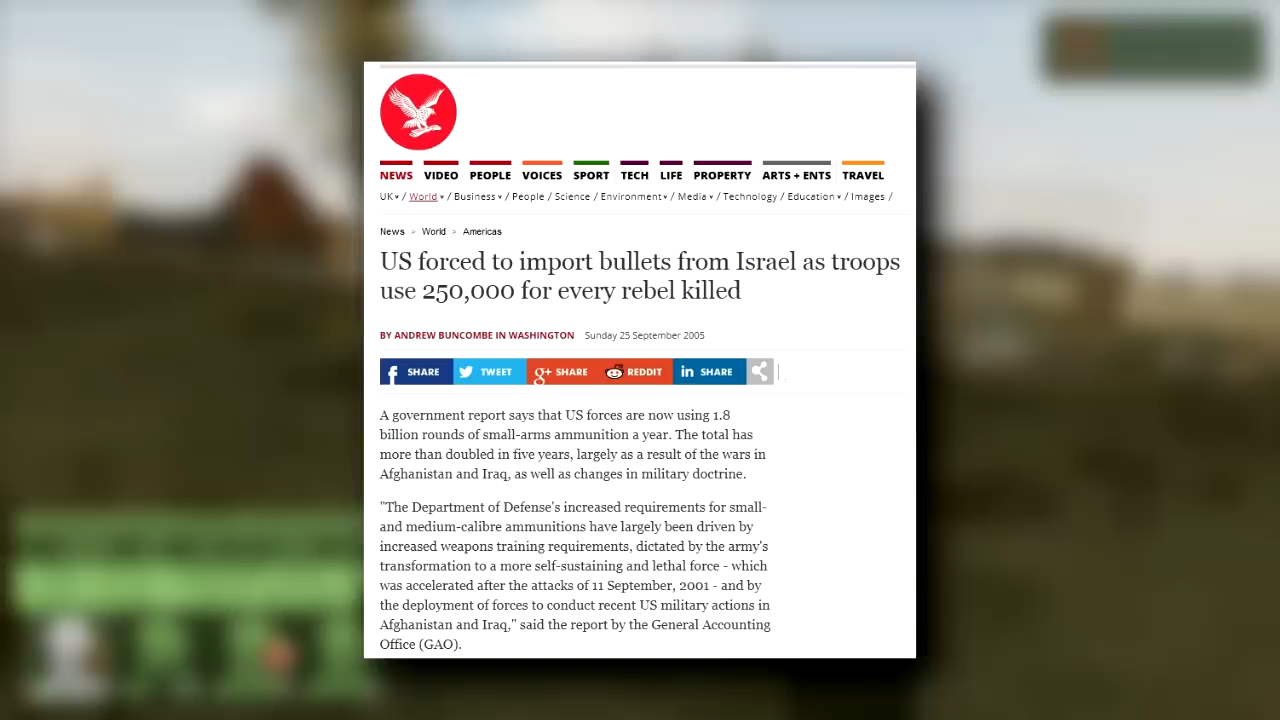 NEWS VIDEO PEOPLE VOICES SPORT TECH LIFE PROPERTY ARTS + ENTS TRAVEL
UK / World / Business / People / Science / Environment / Media / Technology / Education / Images /
News > World > Americas
US forced to import bullets from Israel as troops
use 250,000 for every rebel killed
BY ANDREW BUNCOMBE IN WASHINGTON Sunday 25 September 2005
f SHARE TWEET g+ SHARE REDDIT in SHARE
A government report says that US forces are now using 1.8
billion rounds of small-arms ammunition a year. The total has
more than doubled in five years, largely as a result of the wars in
Afghanistan and Iraq, as well as changes in military doctrine.
"The Department of Defense's increased requirements for small-
and medium-calibre ammunitions have largely been driven by
increased weapons training requirements, dictated by the army's
transformation to a more self-sustaining and lethal force - which
was accelerated after the attacks of 11 September, 2001 - and by
the deployment of forces to conduct recent US military actions in
Afghanistan and Iraq," said the report by the General Accounting
Office (GAO).